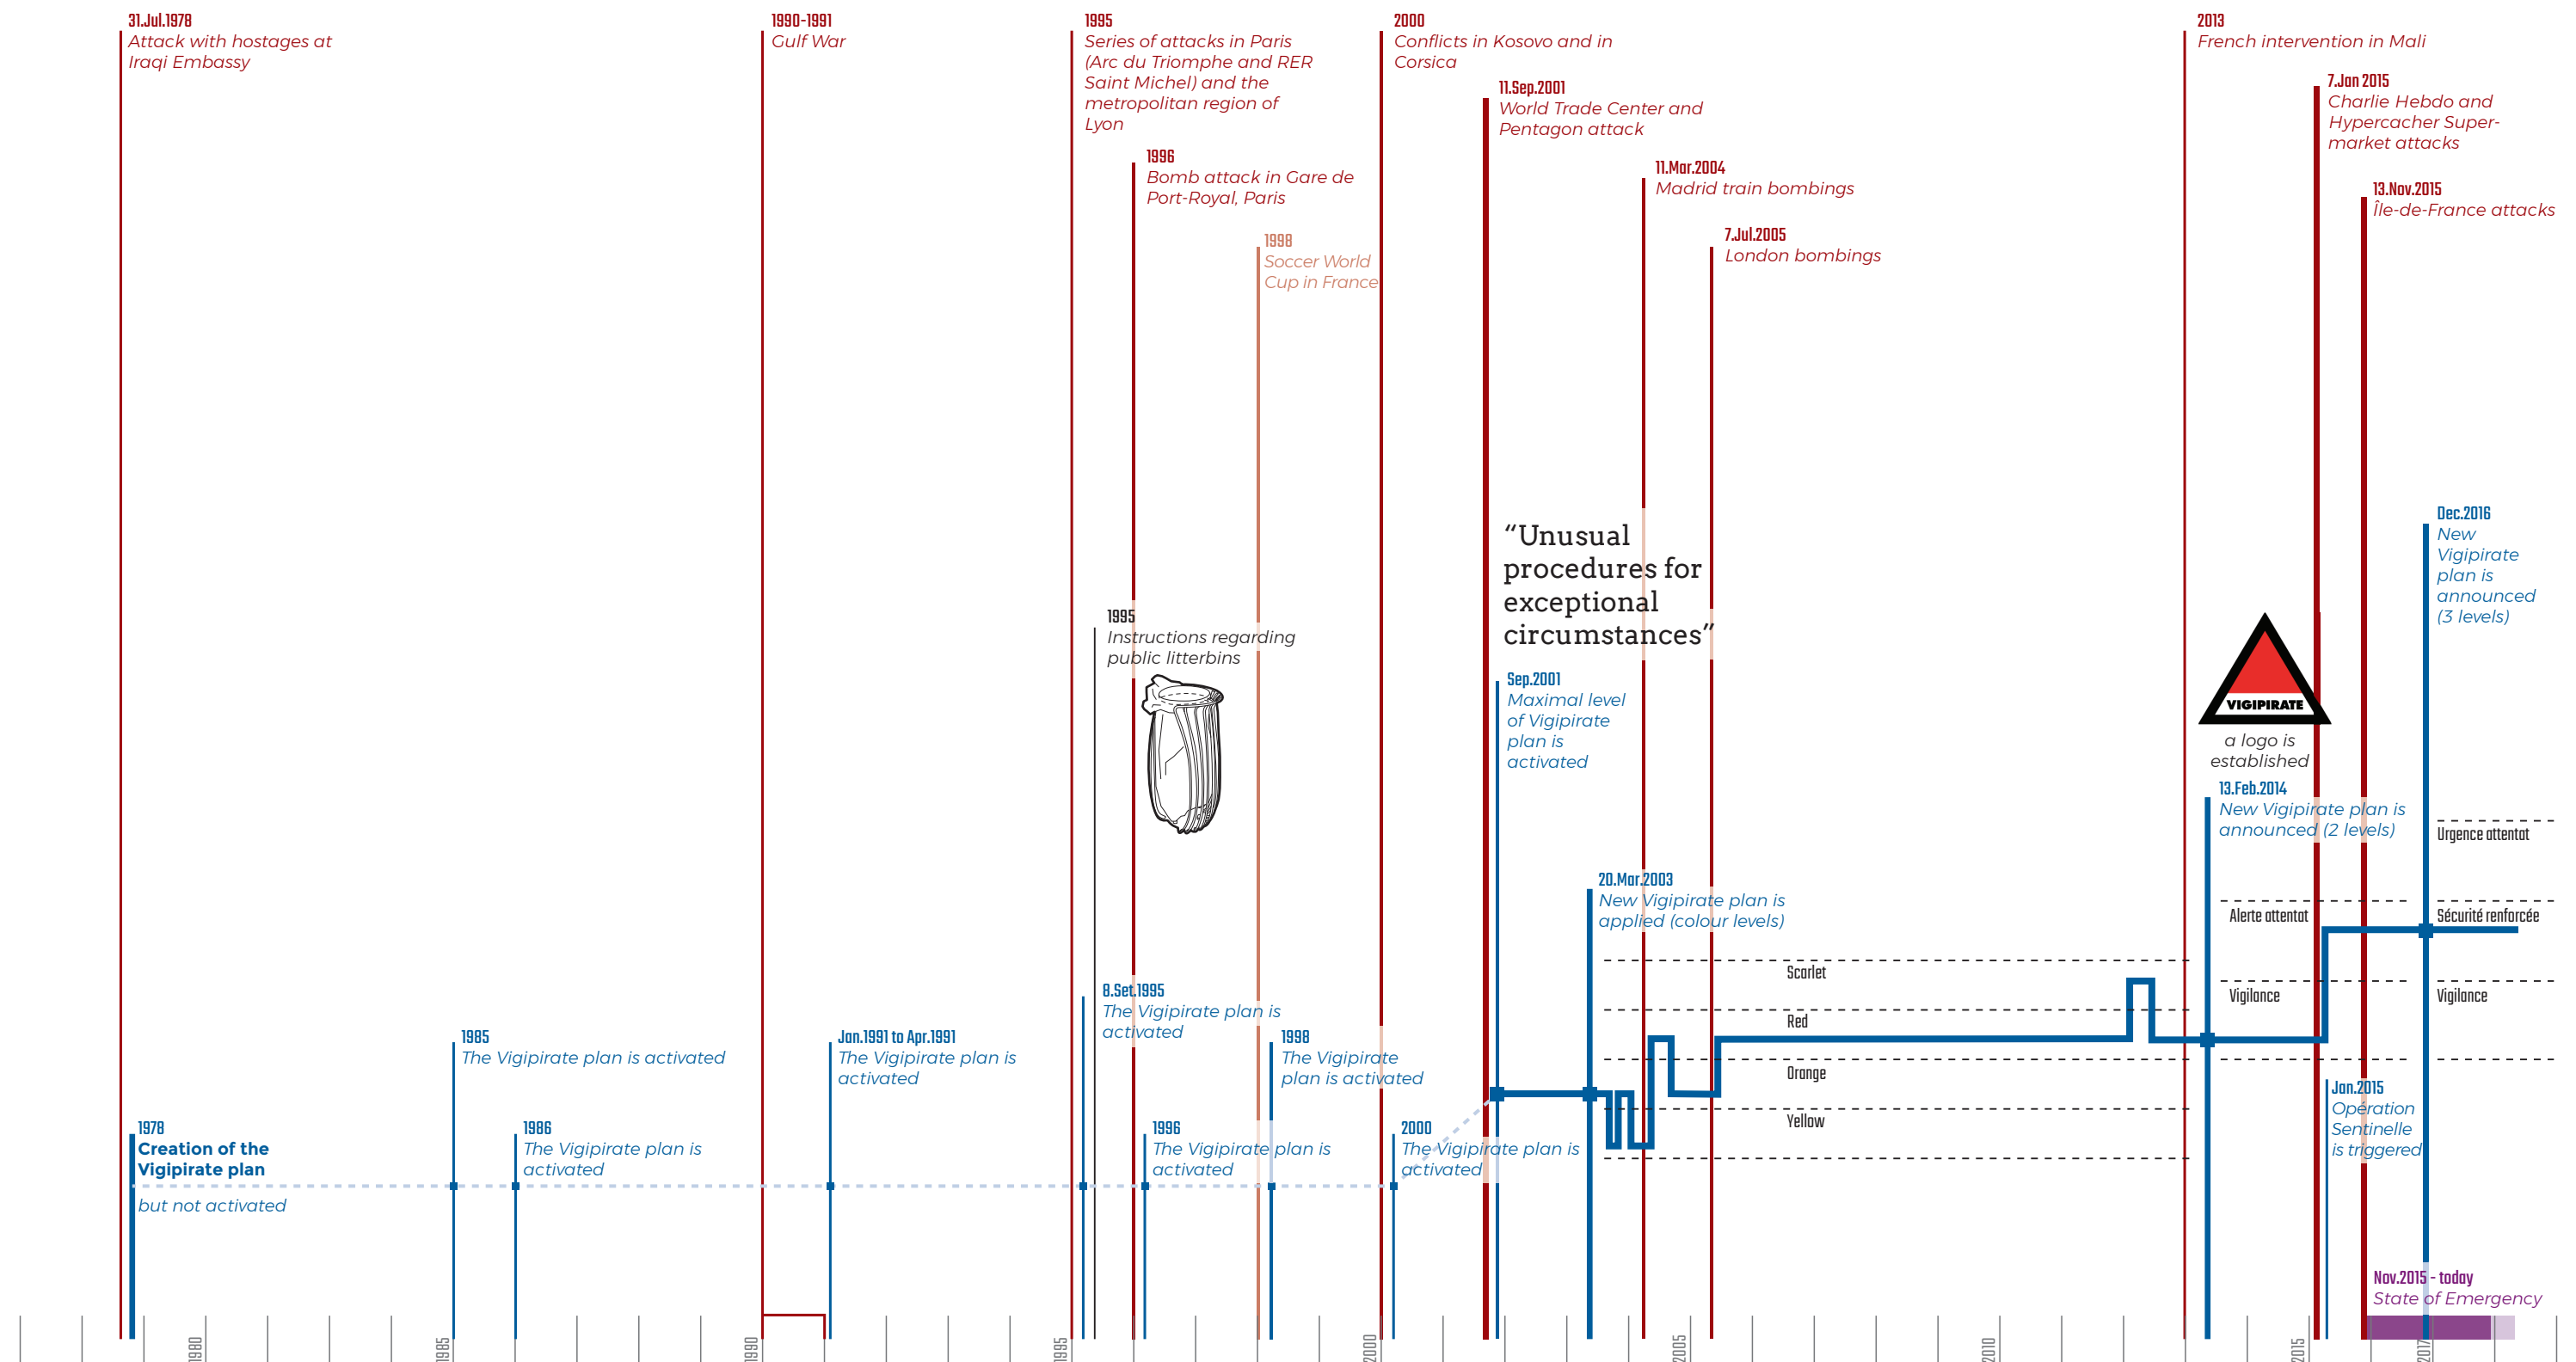 31.Jul.1978
Attack with hostages at
Iraqi Embassy
1990-1991
Gulf War
1995
Series of attacks in Paris
(Arc du Triomphe and RER
Saint Michel) and the
metropolitan region of
Lyon
1996
Bomb attack in Gare de
Port-Royal, Paris
1998
Soccer World
Cup in France
2000
Conflicts in Kosovo and in
Corsica
11.Sep.2001
World Trade Center and
Pentagon attack
11.Mar.2004
Madrid train bombings
7.Jul.2005
London bombings
2013
French intervention in Mali
7.Jan 2015
Charlie Hebdo and
Hypercacher Super-
market attacks
13.Nov.2015
Île-de-France attacks
“Unusual
procedures for
exceptional
circumstances”
Dec.2016
New
Vigipirate
plan is
announced
(3 levels)
1995
Instructions regarding
public litterbins
Sep.2001
Maximal level
of Vigipirate
plan is
activated
VIGIPIRATE
a logo is
established
13.Feb.2014
New Vigipirate plan is
announced (2 levels)
Urgence attentat
20.Mar.2003
New Vigipirate plan is
applied (colour levels)
Alerte attentat
Sécurité renforcée
Scarlet
Vigilance
Vigilance
Red
Orange
Yellow
8.Set.1995
The Vigipirate plan is
activated
1985
The Vigipirate plan is activated
Jan.1991 to Apr.1991
The Vigipirate plan is
activated
1998
The Vigipirate
plan is activated
Jan.2015
Opération
Sentinelle
is triggered
1978
Creation of the
Vigipirate plan
but not activated
1986
The Vigipirate plan is
activated
1996
The Vigipirate plan is
activated
2000
The Vigipirate plan is
activated
Nov.2015 - today
State of Emergency
1980
1985
1990
1995
2000
2005
2010
2015
2017